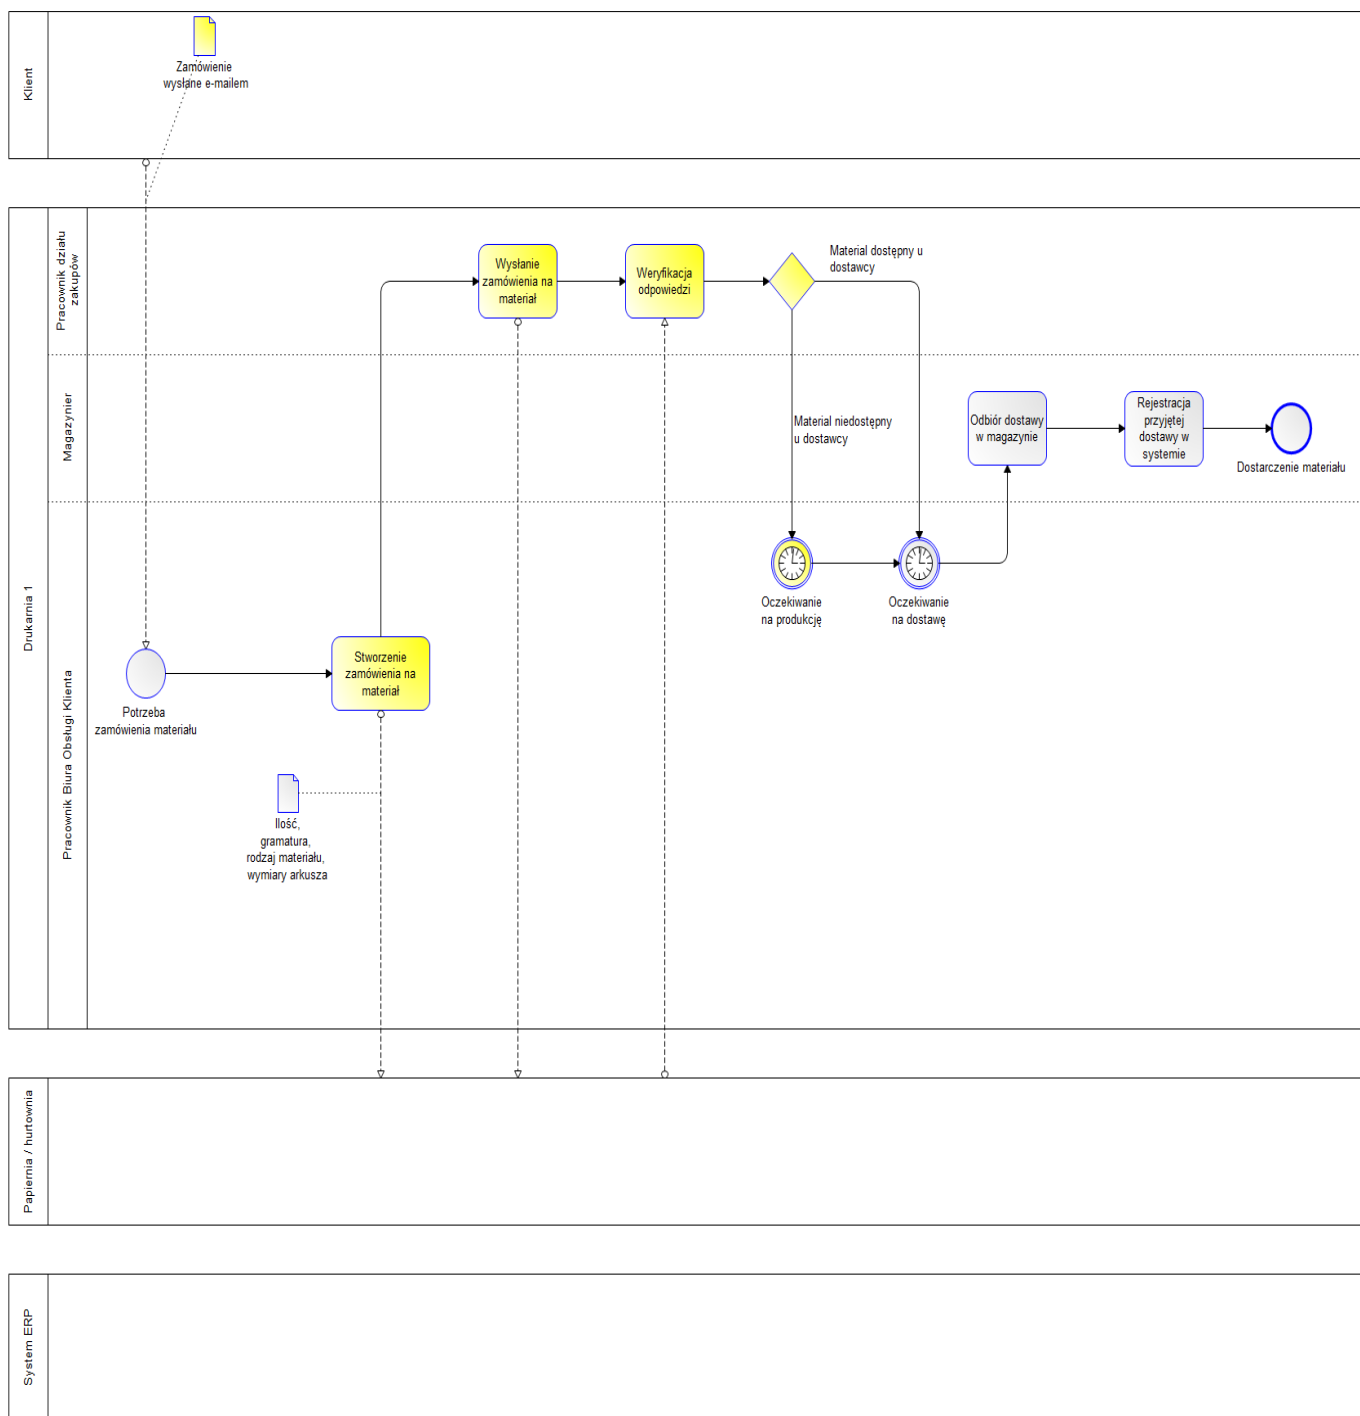 Klient
Zamówienie
wysłane e-mailem
Drukarnia 1
Pracownik działu
zakupów
Wysłanie
zamówienia na
materiał
Weryfikacja
odpowiedzi
Material dostępny u
dostawcy
Magazynier
Material niedostępny
u dostawcy
Odbiór dostawy
w magazynie
Rejestracja
przyjętej
dostawy w
systemie
Dostarczenie materiału
Pracownik Biura Obsługi Klienta
Oczekiwanie
na produkcję
Oczekiwanie
na dostawę
Potrzeba
zamówienia materiału
Stworzenie
zamówienia na
materiał
Ilość,
gramatura,
rodzaj materiału,
wymiary arkusza
Papiernia / hurtownia
System ERP